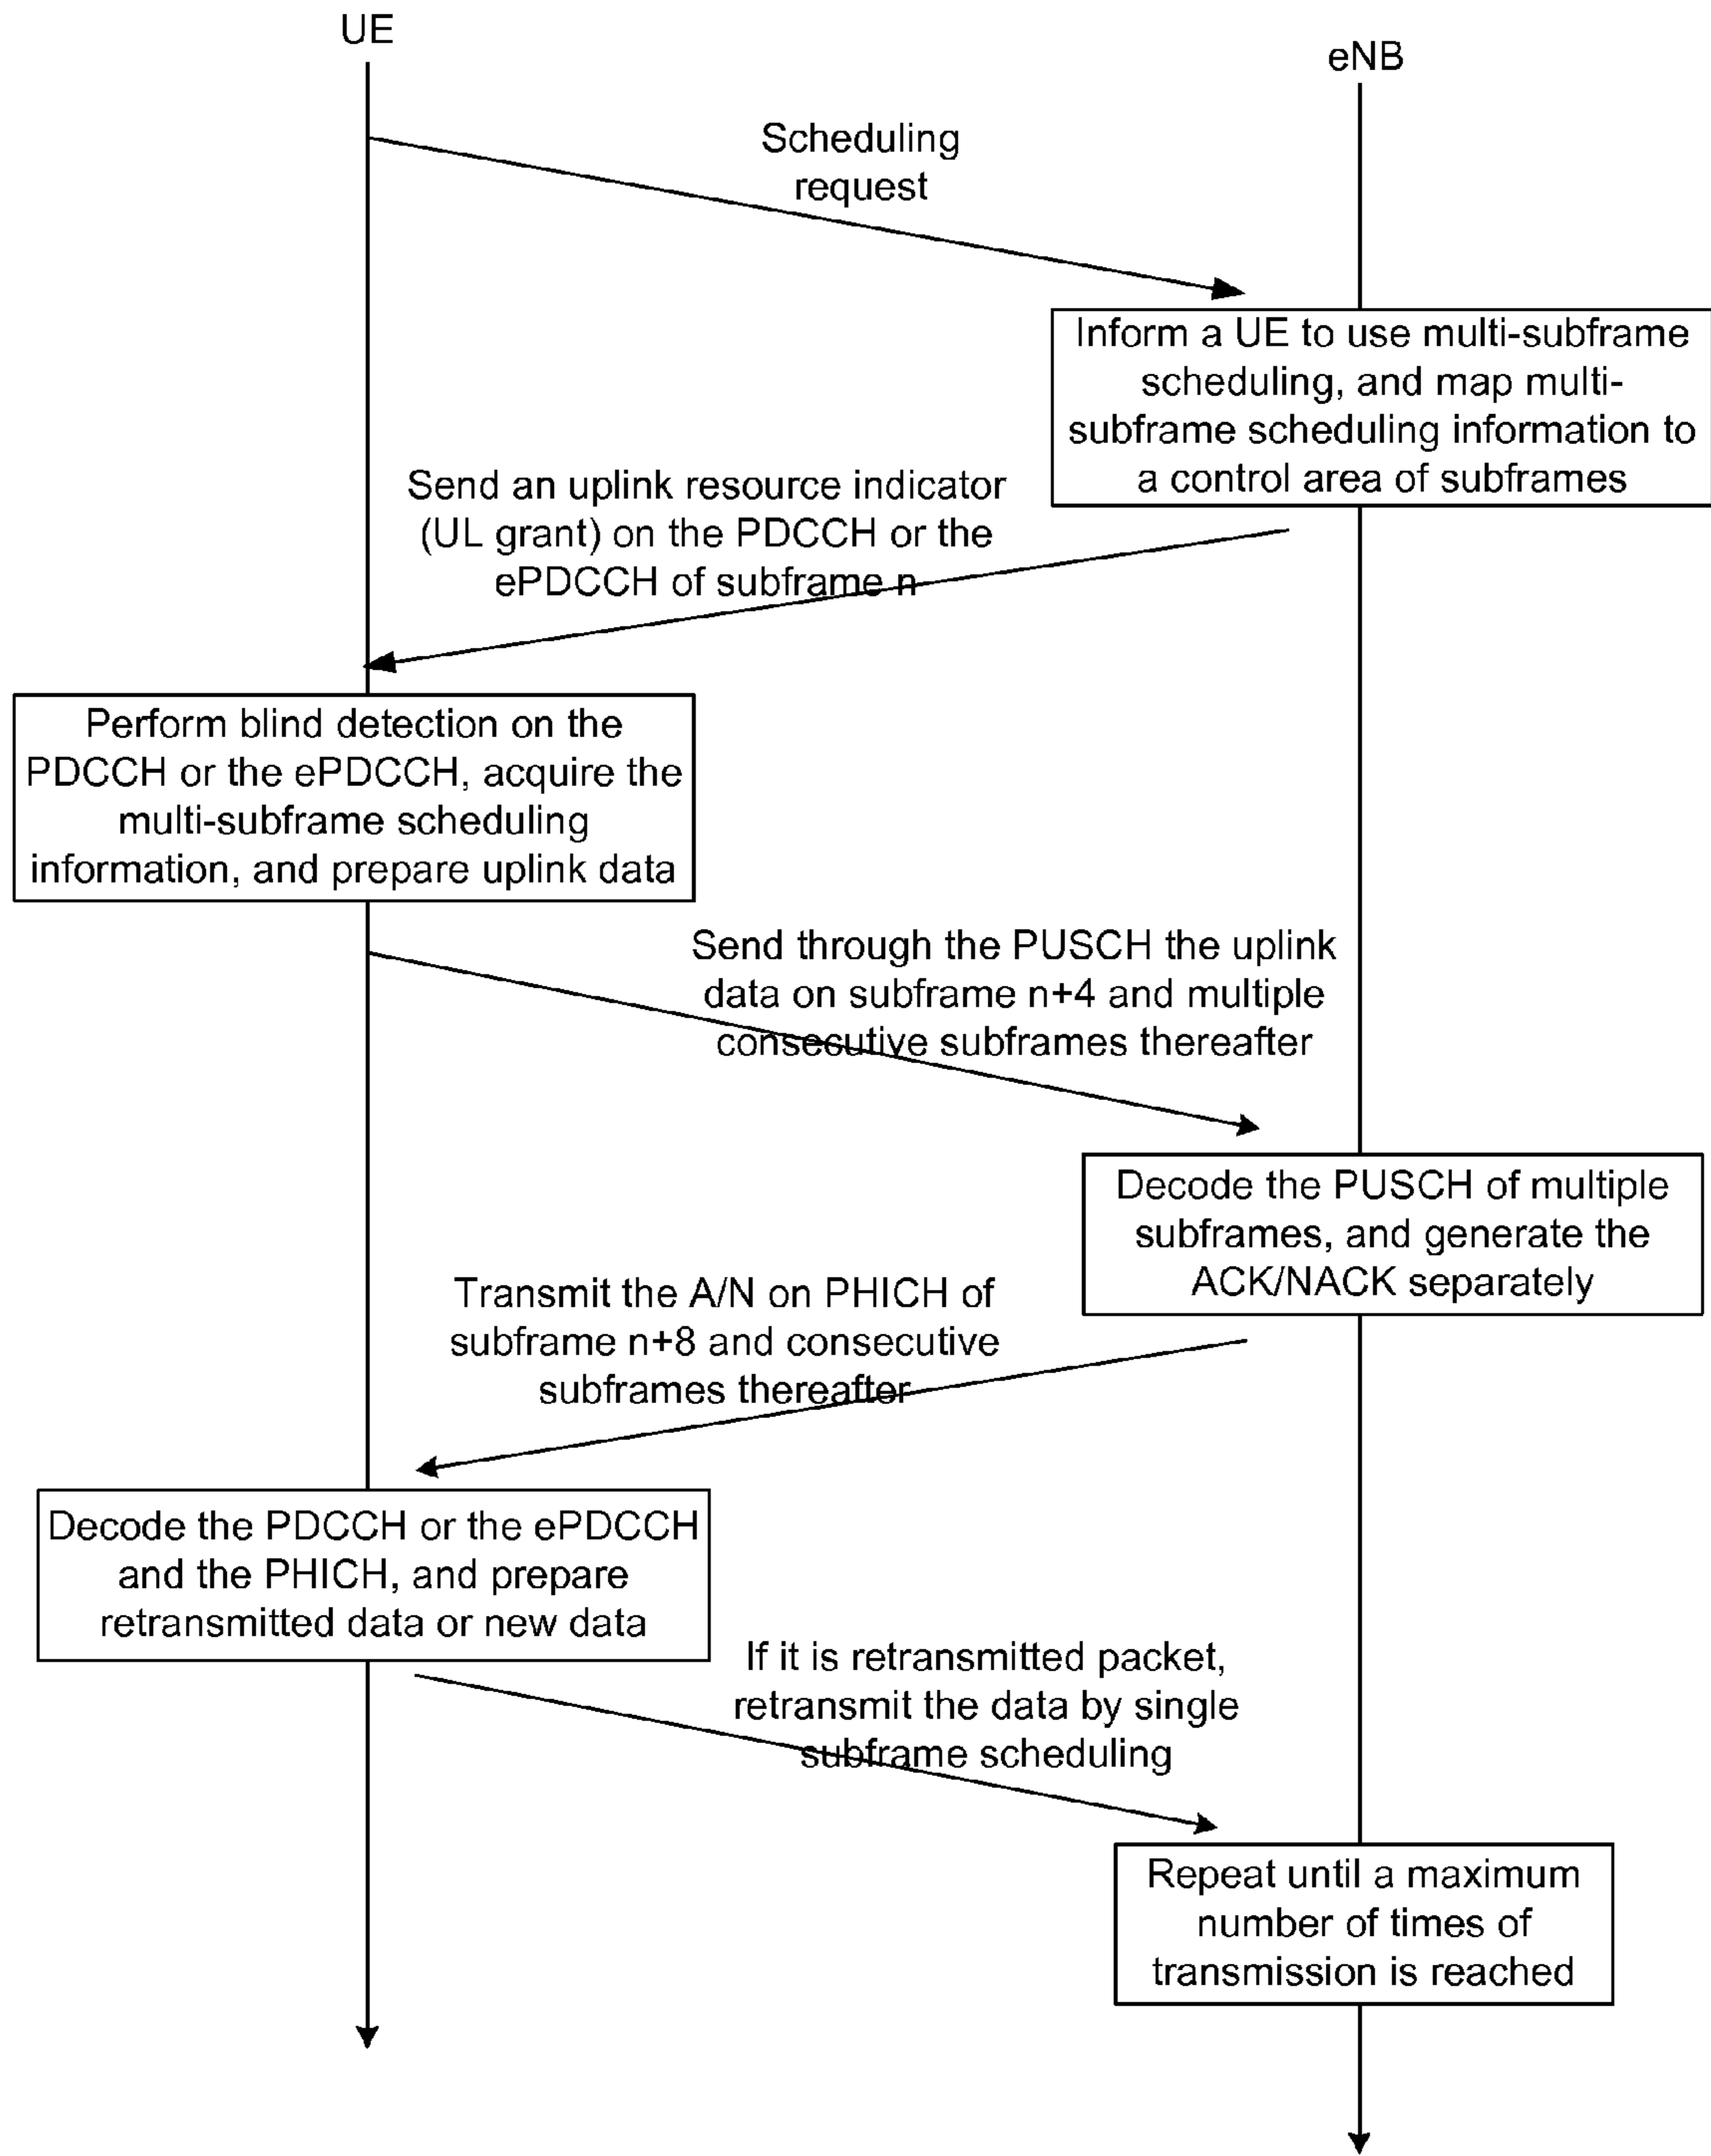 UE
eNB
Scheduling
request
Inform a UE to use multi-subframe
scheduling, and map multi-
subframe scheduling information to
a control area of subframes
Send an uplink resource indicator
(UL grant) on the PDCCH or the
ePDCCH of subframe n
Perform blind detection on the
PDCCH or the ePDCCH, acquire the
multi-subframe scheduling
information, and prepare uplink data
Send through the PUSCH the uplink
data on subframe n+4 and multiple
consecutive subframes thereafter
Decode the PUSCH of multiple
subframes, and generate the
ACK/NACK separately
Transmit the A/N on PHICH of
subframe n+8 and consecutive
subframes thereafter
Decode the PDCCH or the ePDCCH
and the PHICH, and prepare
retransmitted data or new data
If it is retransmitted packet,
retransmit the data by single
subframe scheduling
Repeat until a maximum
number of times of
transmission is reached